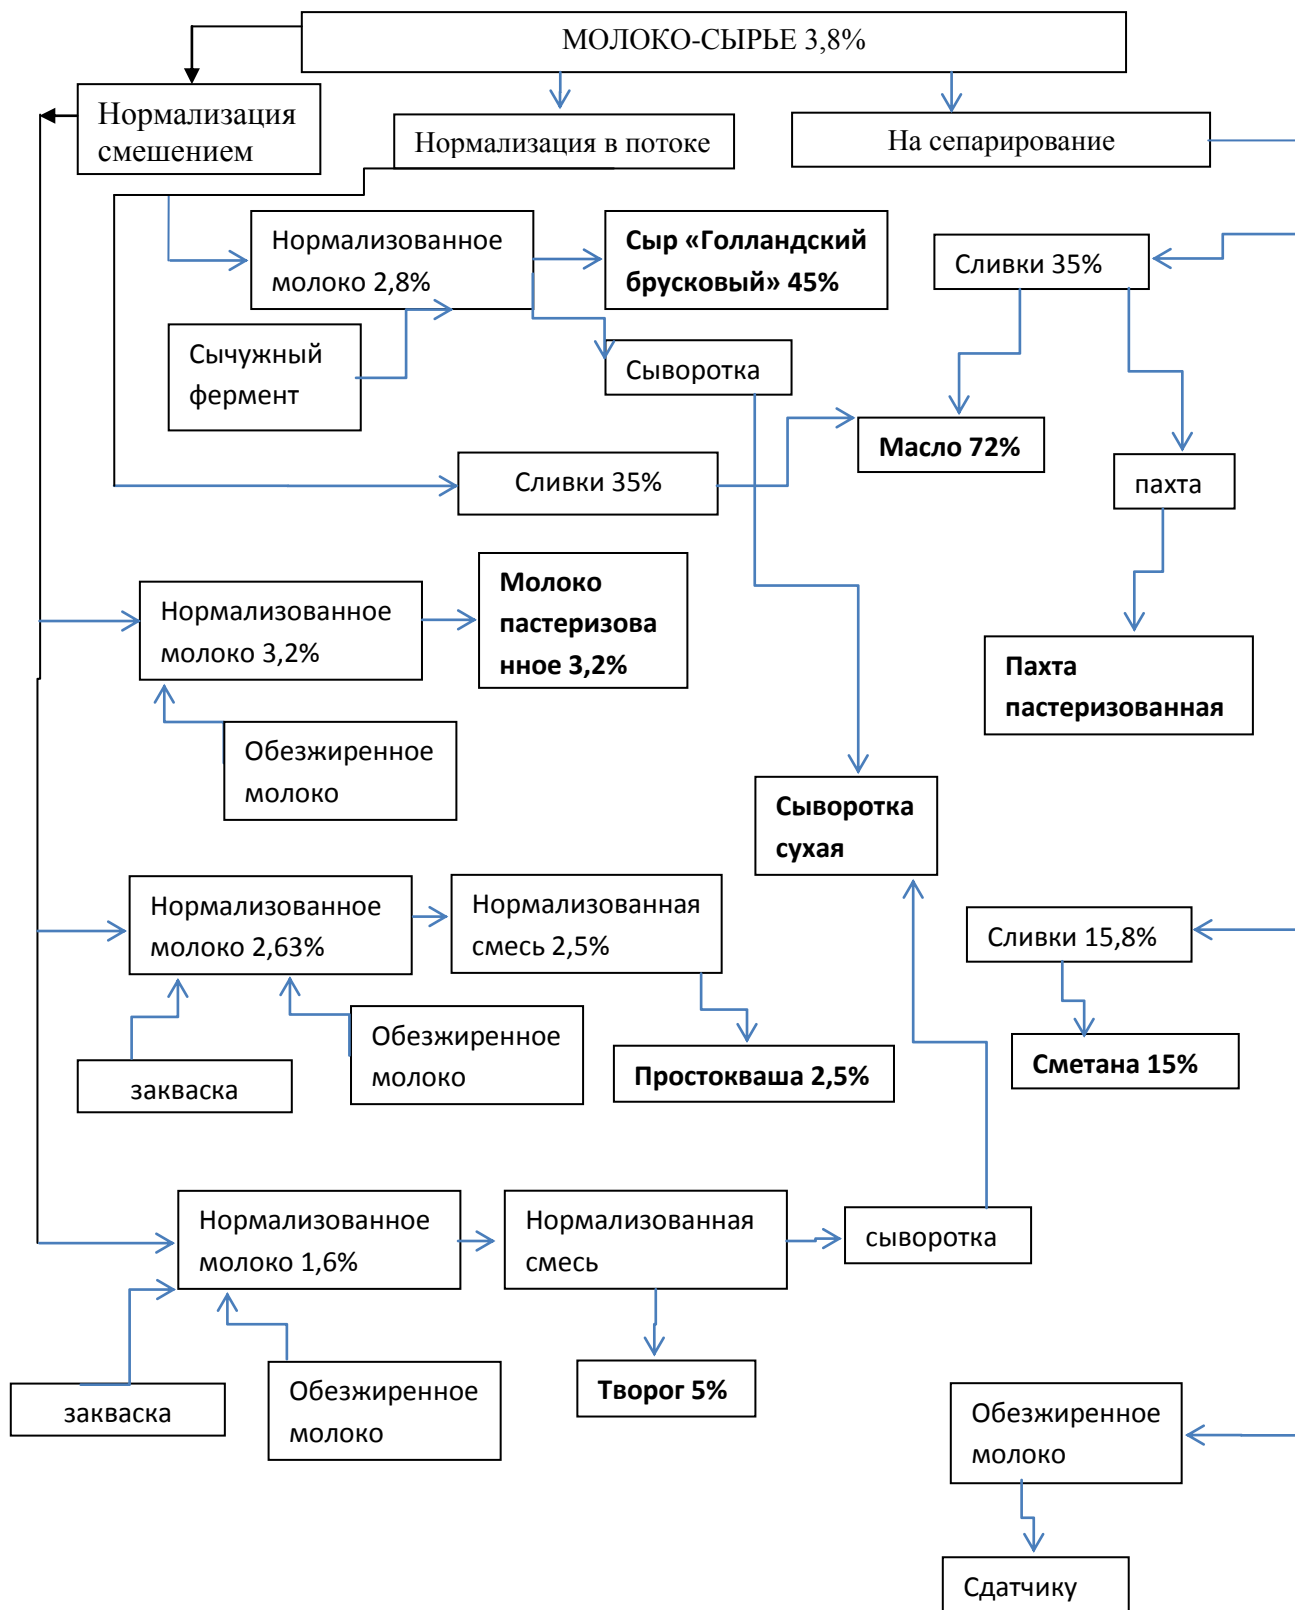 МОЛОКО-СЫРЬЕ 3,8%
Нормализация
смешением
Нормализация в потоке
На сепарирование
Нормализованное
молоко 2,8%
Сыр «Голландский
брусковый» 45%
Сливки 35%
Сычужный
фермент
Сыворотка
Масло 72%
Сливки 35%
пахта
Нормализованное
молоко 3,2%
Молоко
пастеризова
нное 3,2%
Пахта
пастеризованная
Обезжиренное
молоко
Сыворотка
сухая
Нормализованное
молоко 2,63%
Нормализованная
смесь 2,5%
Сливки 15,8%
закваска
Обезжиренное
молоко
Простокваша 2,5%
Сметана 15%
Нормализованное
молоко 1,6%
Нормализованная
смесь
сыворотка
закваска
Обезжиренное
молоко
Творог 5%
Обезжиренное
молоко
Сдатчику